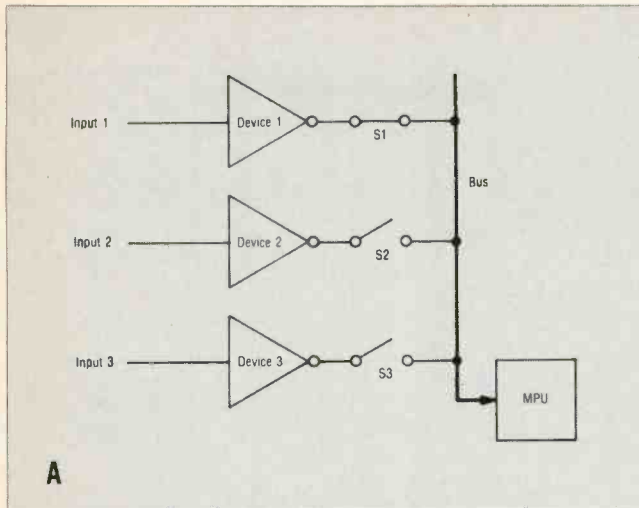 Input 1
Device 1
S1
Bus
Input 2
Device 2
S2
Input 3
Device 3
S3
MPU
A